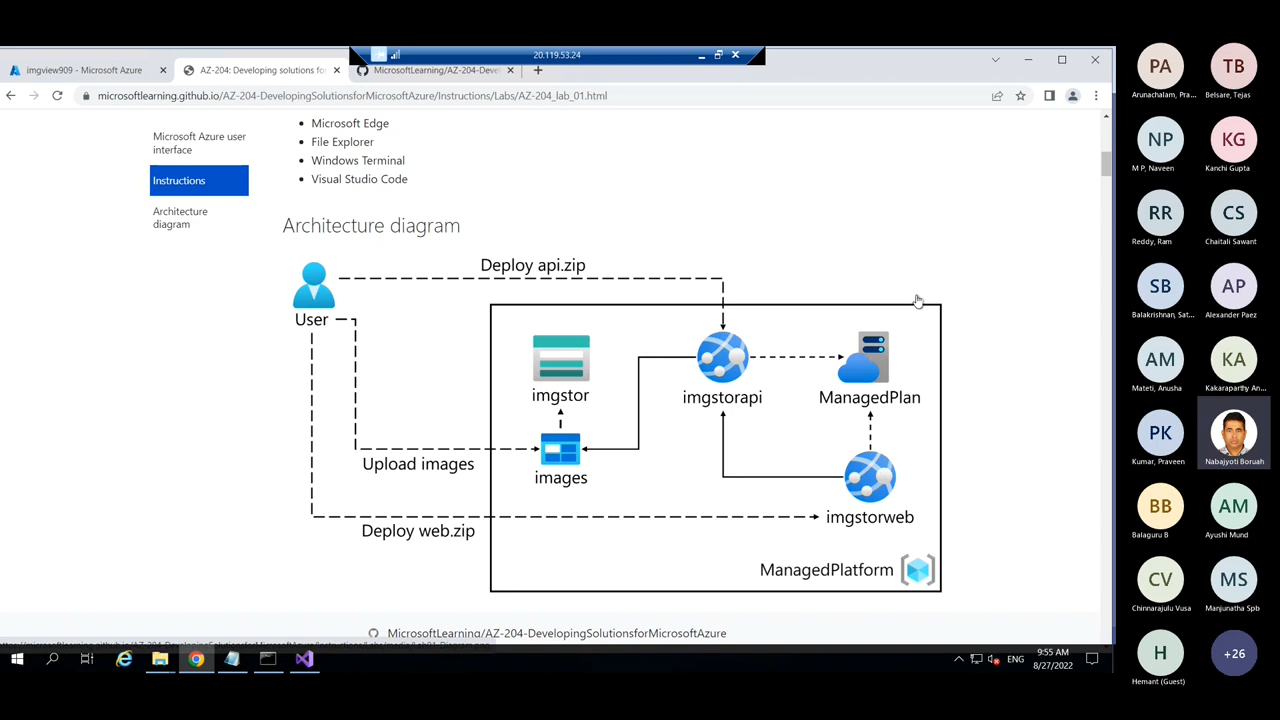 20.119.53.24
imgview909 - Microsoft Azure
AZ-204: Developing solutions for
MicrosoftLearning/AZ-204-Deve
microsoftlearning.github.io/AZ-204-DevelopingSolutionsforMicrosoftAzure/Instructions/Labs/AZ-204_lab_01.html
Microsoft Azure user
interface
Instructions
Architecture
diagram
• Microsoft Edge
• File Explorer
• Windows Terminal
• Visual Studio Code
Architecture diagram
Deploy api.zip
User
imgstor
imgstorapi
ManagedPlan
Upload images
images
imgstorweb
Deploy web.zip
ManagedPlatform
MicrosoftLearning/AZ-204-DevelopingSolutionsforMicrosoftAzure
ENG
9:55 AM
8/27/2022
PA
Arunachalam, Pra...
TB
Belsare, Tejas
NP
M P, Naveen
KG
Kanchi Gupta
RR
Reddy, Ram
CS
Chaitali Sawant
SB
Balakrishnan, Sat...
AP
Alexander Paez
AM
Mateti, Anusha
KA
Kakaraparthy An...
PK
Kumar, Praveen
Nabajyoti Boruah
BB
Balaguru B
AM
Ayushi Mund
CV
Chinnarajulu Vusa
MS
Manjunatha Spb
H
Hemant (Guest)
+26